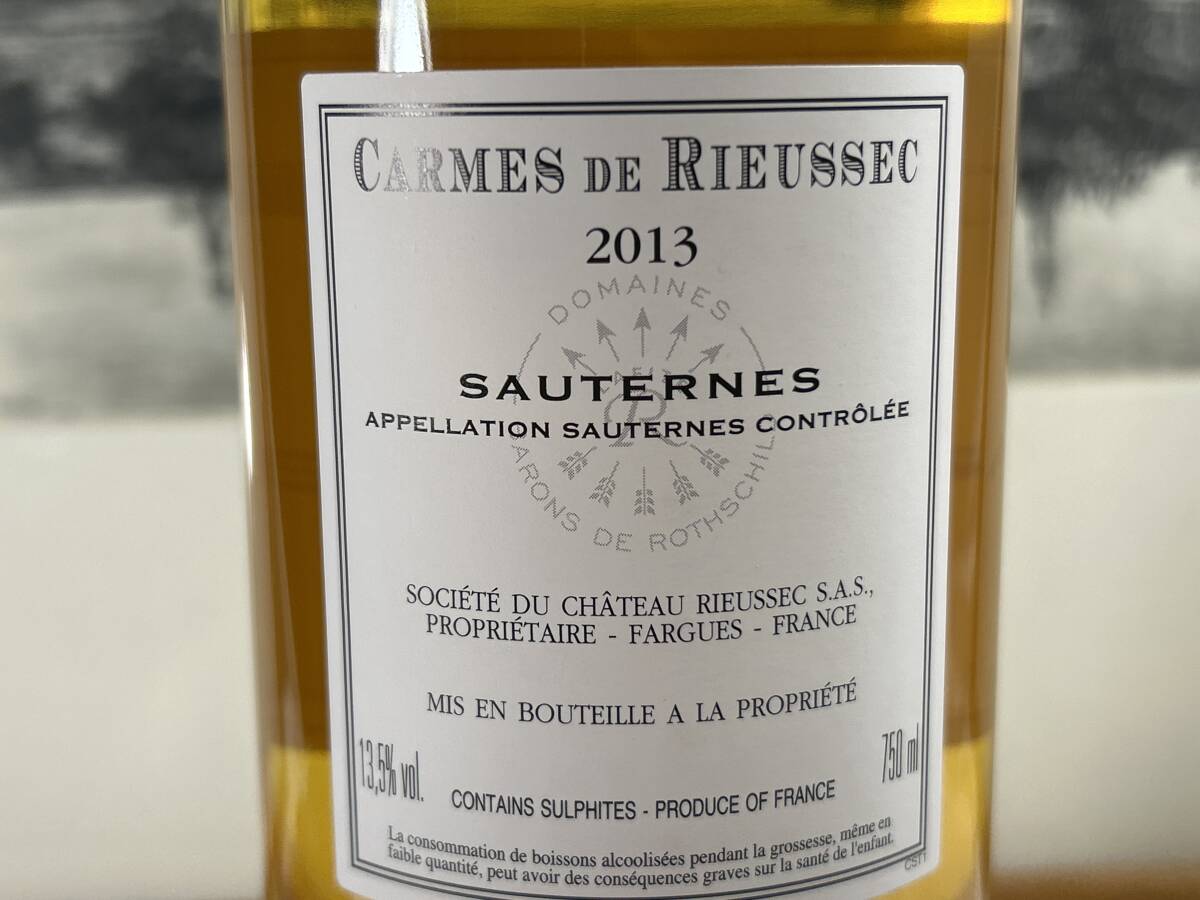 CARMES DE RIEUSSEC
2013
DOMAINES
SAUTERNES
APPELLATION SAUTERNES CONTRÔLÉE
BARONS DE ROTHSCHILD
SOCIÉTÉ DU CHÂTEAU RIEUSSEC S.A.S.,
PROPRIÉTAIRE - FARGUES - FRANCE
MIS EN BOUTEILLE A LA PROPRIÉTÉ
13,5% vol.
750 ml
CONTAINS SULPHITES - PRODUCE OF FRANCE
La consommation de boissons alcoolisées pendant la grossesse, même en
faible quantité, peut avoir des conséquences graves sur la santé de l'enfant.